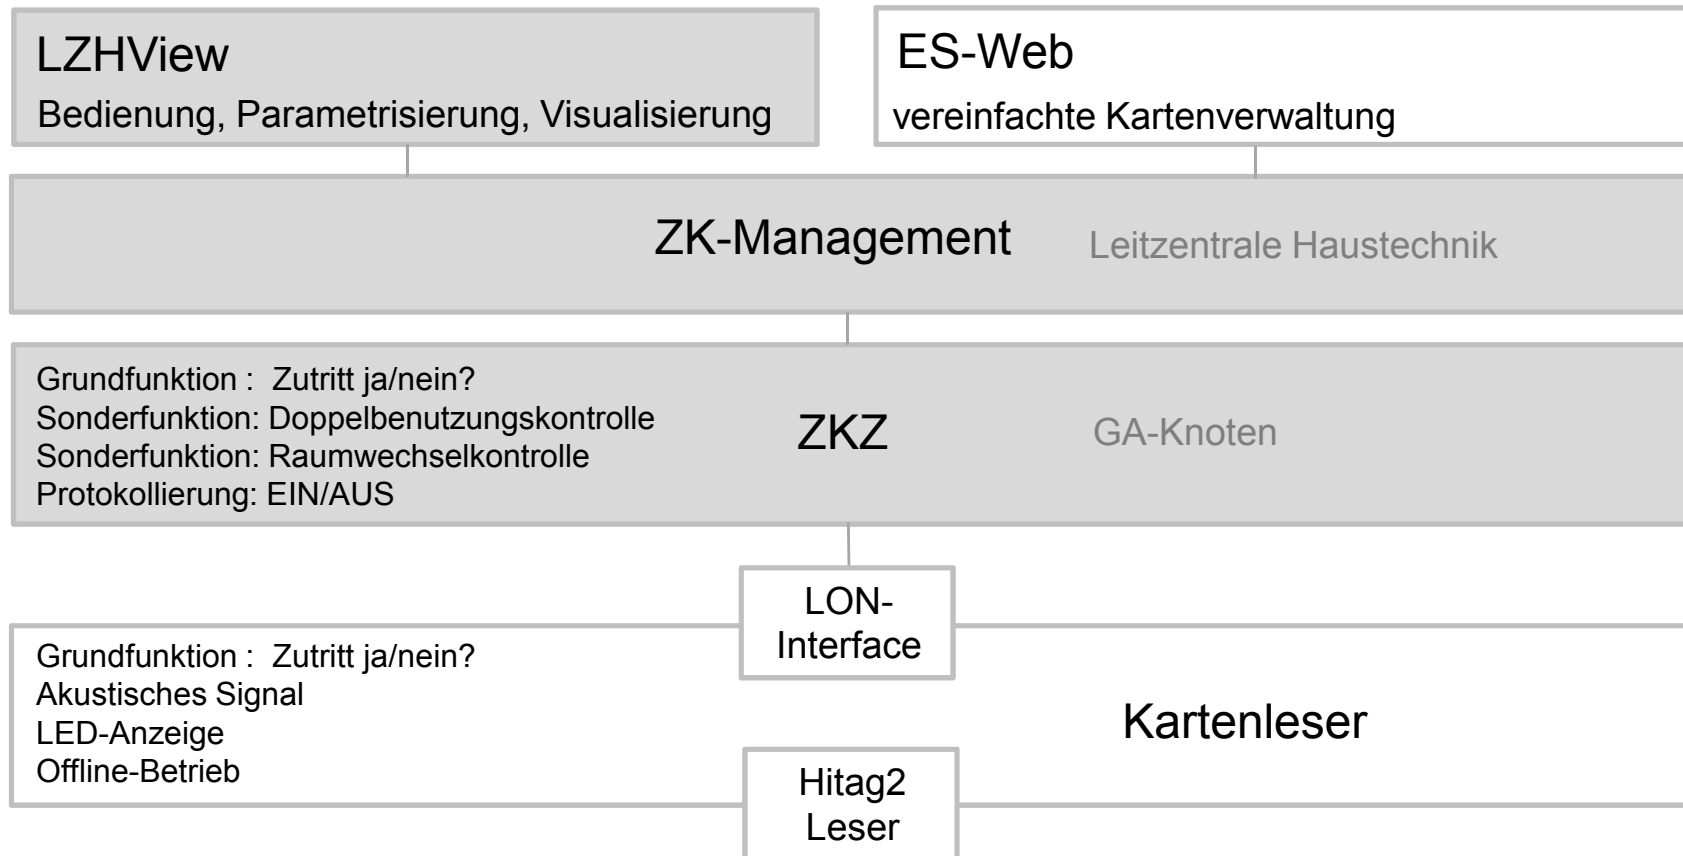 LZHView
Bedienung, Parametrisierung, Visualisierung
ES-Web
vereinfachte Kartenverwaltung
ZK-Management
Leitzentrale Haustechnik
Grundfunktion :  Zutritt ja/nein?
Sonderfunktion: Doppelbenutzungskontrolle
Sonderfunktion: Raumwechselkontrolle
Protokollierung: EIN/AUS
ZKZ
GA-Knoten
LON-
Interface
Grundfunktion :  Zutritt ja/nein?
Akustisches Signal
LED-Anzeige
Offline-Betrieb
Kartenleser
Hitag2
Leser